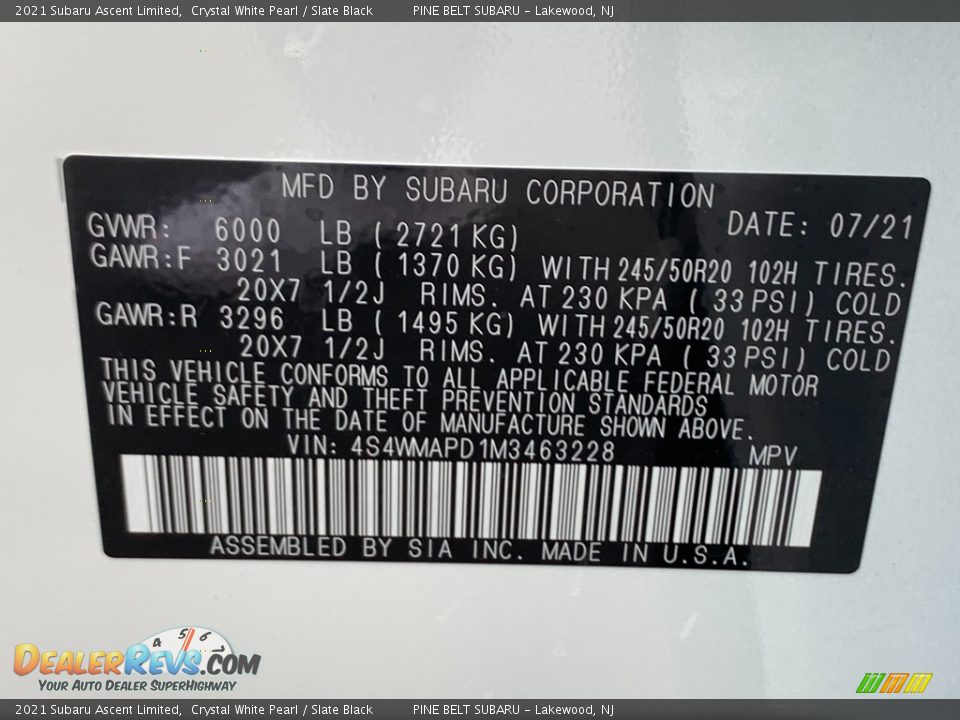 2021 Subaru Ascent Limited, Crystal White Pearl / Slate Black PINE BELT SUBARU - Lakewood, NJ
MFD BY SUBARU CORPORATION
GVWR: 6000 LB ( 2721 KG) DATE: 07/21
GAWR:F 3021 LB ( 1370 KG) WITH 245/50R20 102H TIRES.
20X7 1/2J RIMS. AT 230 KPA ( 33 PSI) COLD
GAWR:R 3296 LB ( 1495 KG) WITH 245/50R20 102H TIRES.
20X7 1/2J RIMS. AT 230 KPA ( 33 PSI) COLD
THIS VEHICLE CONFORMS TO ALL APPLICABLE FEDERAL MOTOR
VEHICLE SAFETY AND THEFT PREVENTION STANDARDS
IN EFFECT ON THE DATE OF MANUFACTURE SHOWN ABOVE.
VIN: 4S4WMAPD1M3463228 MPV
ASSEMBLED BY SIA INC. MADE IN U.S.A.
4 5 6 7
DEALERREVS.COM
YOUR AUTO DEALER SUPERHIGHWAY
2021 Subaru Ascent Limited, Crystal White Pearl / Slate Black PINE BELT SUBARU - Lakewood, NJ